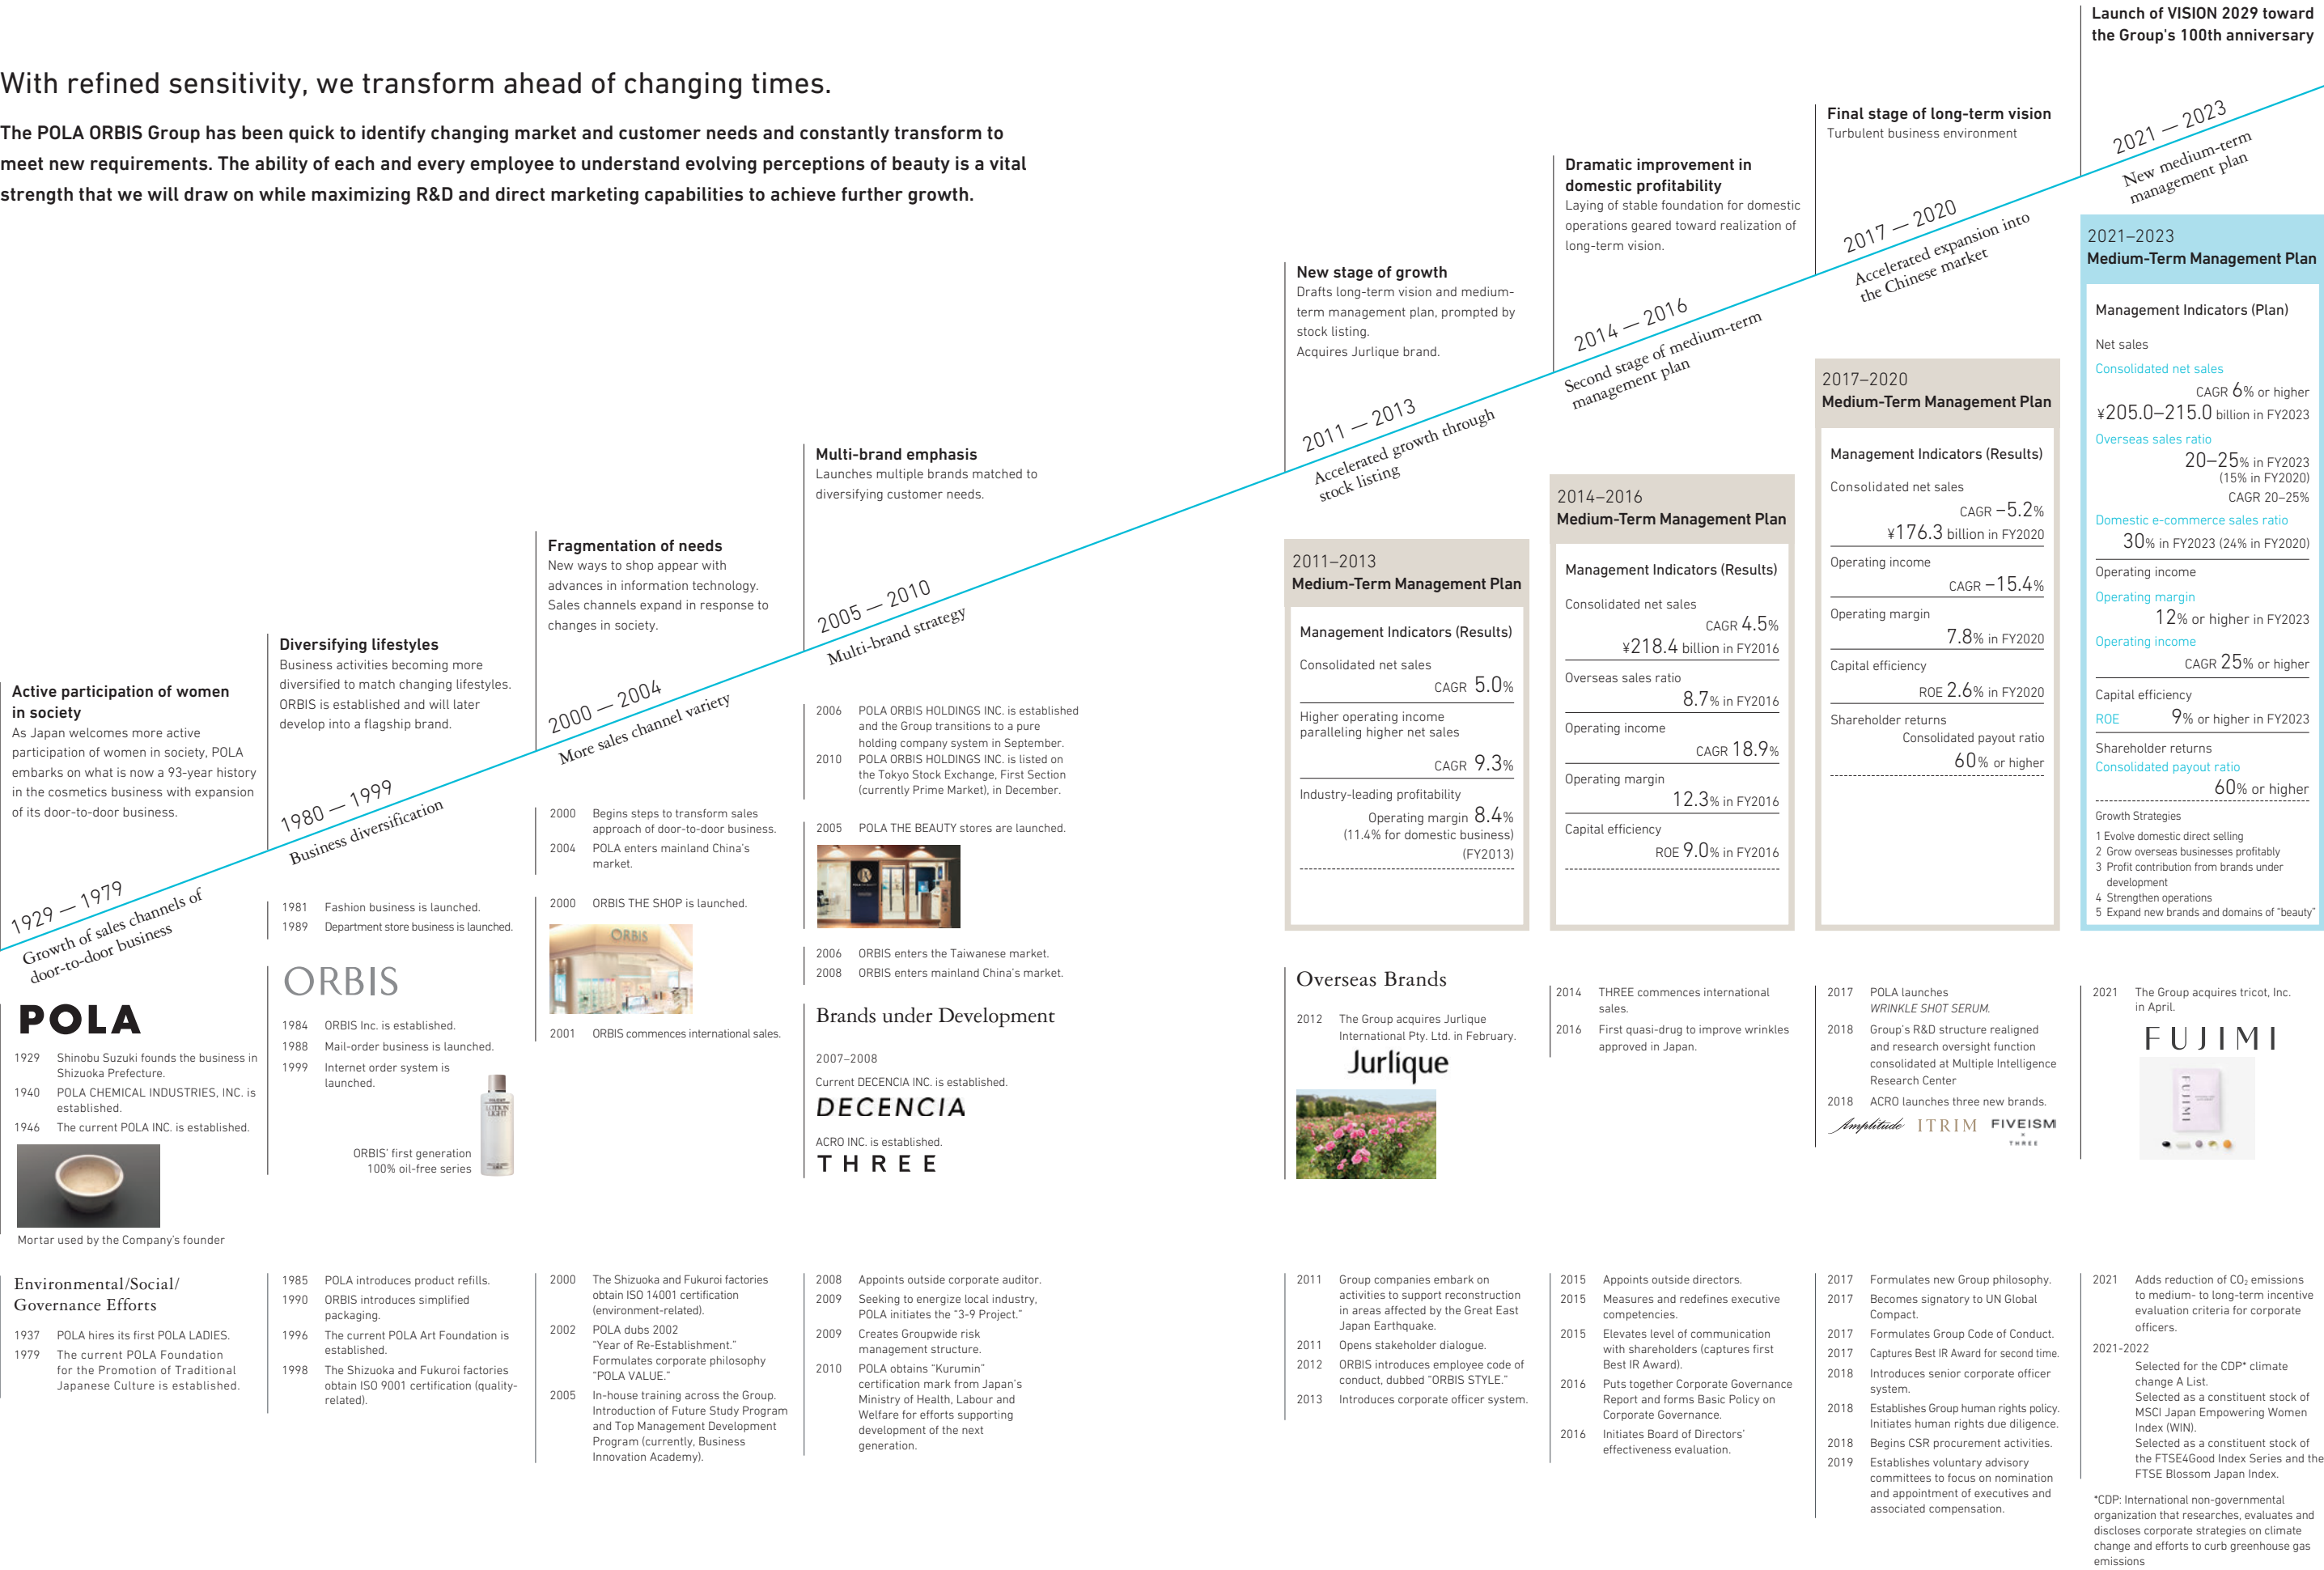 With refined sensitivity, we transform ahead of changing times.
The POLA ORBIS Group has been quick to identify changing market and customer needs and constantly transform to
meet new requirements. The ability of each and every employee to understand evolving perceptions of beauty is a vital
strength that we will draw on while maximizing R&D and direct marketing capabilities to achieve further growth.
Active participation of women
in society
As Japan welcomes more active
participation of women in society, POLA
embarks on what is now a 93-year history
in the cosmetics business with expansion
of its door-to-door business.
1929 — 1979
Growth of sales channels of
door-to-door business
POLA
1929 Shinobu Suzuki founds the business in
Shizuoka Prefecture.
1940 POLA CHEMICAL INDUSTRIES, INC. is
established.
1946 The current POLA INC. is established.
Mortar used by the Company's founder
Environmental/Social/
Governance Efforts
1937 POLA hires its first POLA LADIES.
1979 The current POLA Foundation
for the Promotion of Traditional
Japanese Culture is established.
Diversifying lifestyles
Business activities becoming more
diversified to match changing lifestyles.
ORBIS is established and will later
develop into a flagship brand.
1980 — 1999
Business diversification
1981 Fashion business is launched.
1989 Department store business is launched.
ORBIS
1984 ORBIS Inc. is established.
1988 Mail-order business is launched.
1999 Internet order system is
launched.
LOTION
LIGHT
ORBIS' first generation
100% oil-free series
1985 POLA introduces product refills.
1990 ORBIS introduces simplified
packaging.
1996 The current POLA Art Foundation is
established.
1998 The Shizuoka and Fukuroi factories
obtain ISO 9001 certification (quality-
related).
Fragmentation of needs
New ways to shop appear with
advances in information technology.
Sales channels expand in response to
changes in society.
2000 — 2004
More sales channel variety
2000 Begins steps to transform sales
approach of door-to-door business.
2004 POLA enters mainland China's
market.
2000 ORBIS THE SHOP is launched.
ORBIS
2001 ORBIS commences international sales.
2000 The Shizuoka and Fukuroi factories
obtain ISO 14001 certification
(environment-related).
2002 POLA dubs 2002
"Year of Re-Establishment."
Formulates corporate philosophy
"POLA VALUE."
2005 In-house training across the Group.
Introduction of Future Study Program
and Top Management Development
Program (currently, Business
Innovation Academy).
Multi-brand emphasis
Launches multiple brands matched to
diversifying customer needs.
2005 — 2010
Multi-brand strategy
2006 POLA ORBIS HOLDINGS INC. is established
and the Group transitions to a pure
holding company system in September.
2010 POLA ORBIS HOLDINGS INC. is listed on
the Tokyo Stock Exchange, First Section
(currently Prime Market), in December.
2005 POLA THE BEAUTY stores are launched.
2006 ORBIS enters the Taiwanese market.
2008 ORBIS enters mainland China's market.
Brands under Development
2007–2008
Current DECENCIA INC. is established.
DECENCIA
ACRO INC. is established.
THREE
2008 Appoints outside corporate auditor.
2009 Seeking to energize local industry,
POLA initiates the "3-9 Project."
2009 Creates Groupwide risk
management structure.
2010 POLA obtains "Kurumin"
certification mark from Japan's
Ministry of Health, Labour and
Welfare for efforts supporting
development of the next
generation.
New stage of growth
Drafts long-term vision and medium-
term management plan, prompted by
stock listing.
Acquires Jurlique brand.
2011 — 2013
Accelerated growth through
stock listing
2011–2013
Medium-Term Management Plan
Management Indicators (Results)
Consolidated net sales
CAGR 5.0%
Higher operating income
paralleling higher net sales
CAGR 9.3%
Industry-leading profitability
Operating margin 8.4%
(11.4% for domestic business)
(FY2013)
Overseas Brands
2012 The Group acquires Jurlique
International Pty. Ltd. in February.
Jurlique
2011 Group companies embark on
activities to support reconstruction
in areas affected by the Great East
Japan Earthquake.
2011 Opens stakeholder dialogue.
2012 ORBIS introduces employee code of
conduct, dubbed "ORBIS STYLE."
2013 Introduces corporate officer system.
Dramatic improvement in
domestic profitability
Laying of stable foundation for domestic
operations geared toward realization of
long-term vision.
2014 — 2016
Second stage of medium-term
management plan
2014–2016
Medium-Term Management Plan
Management Indicators (Results)
Consolidated net sales
CAGR 4.5%
¥218.4 billion in FY2016
Overseas sales ratio
8.7% in FY2016
Operating income
CAGR 18.9%
Operating margin
12.3% in FY2016
Capital efficiency
ROE 9.0% in FY2016
2014 THREE commences international
sales.
2016 First quasi-drug to improve wrinkles
approved in Japan.
2015 Appoints outside directors.
2015 Measures and redefines executive
competencies.
2015 Elevates level of communication
with shareholders (captures first
Best IR Award).
2016 Puts together Corporate Governance
Report and forms Basic Policy on
Corporate Governance.
2016 Initiates Board of Directors'
effectiveness evaluation.
Final stage of long-term vision
Turbulent business environment
2017 — 2020
Accelerated expansion into
the Chinese market
2017–2020
Medium-Term Management Plan
Management Indicators (Results)
Consolidated net sales
CAGR –5.2%
¥176.3 billion in FY2020
Operating income
CAGR –15.4%
Operating margin
7.8% in FY2020
Capital efficiency
ROE 2.6% in FY2020
Shareholder returns
Consolidated payout ratio
60% or higher
2017 POLA launches
WRINKLE SHOT SERUM.
2018 Group's R&D structure realigned
and research oversight function
consolidated at Multiple Intelligence
Research Center
2018 ACRO launches three new brands.
Amplitude ITRIM FIVEISM
×
THREE
2017 Formulates new Group philosophy.
2017 Becomes signatory to UN Global
Compact.
2017 Formulates Group Code of Conduct.
2017 Captures Best IR Award for second time.
2018 Introduces senior corporate officer
system.
2018 Establishes Group human rights policy.
Initiates human rights due diligence.
2018 Begins CSR procurement activities.
2019 Establishes voluntary advisory
committees to focus on nomination
and appointment of executives and
associated compensation.
Launch of VISION 2029 toward
the Group's 100th anniversary
2021 — 2023
New medium-term
management plan
2021–2023
Medium-Term Management Plan
Management Indicators (Plan)
Net sales
Consolidated net sales
CAGR 6% or higher
¥205.0–215.0 billion in FY2023
Overseas sales ratio
20–25% in FY2023
(15% in FY2020)
CAGR 20–25%
Domestic e-commerce sales ratio
30% in FY2023 (24% in FY2020)
Operating income
Operating margin
12% or higher in FY2023
Operating income
CAGR 25% or higher
Capital efficiency
ROE 9% or higher in FY2023
Shareholder returns
Consolidated payout ratio
60% or higher
Growth Strategies
1 Evolve domestic direct selling
2 Grow overseas businesses profitably
3 Profit contribution from brands under
development
4 Strengthen operations
5 Expand new brands and domains of "beauty"
2021 The Group acquires tricot, Inc.
in April.
FUJIMI
FUJIMI
2021 Adds reduction of CO2 emissions
to medium- to long-term incentive
evaluation criteria for corporate
officers.
2021-2022
Selected for the CDP* climate
change A List.
Selected as a constituent stock of
MSCI Japan Empowering Women
Index (WIN).
Selected as a constituent stock of
the FTSE4Good Index Series and the
FTSE Blossom Japan Index.
*CDP: International non-governmental
organization that researches, evaluates and
discloses corporate strategies on climate
change and efforts to curb greenhouse gas
emissions